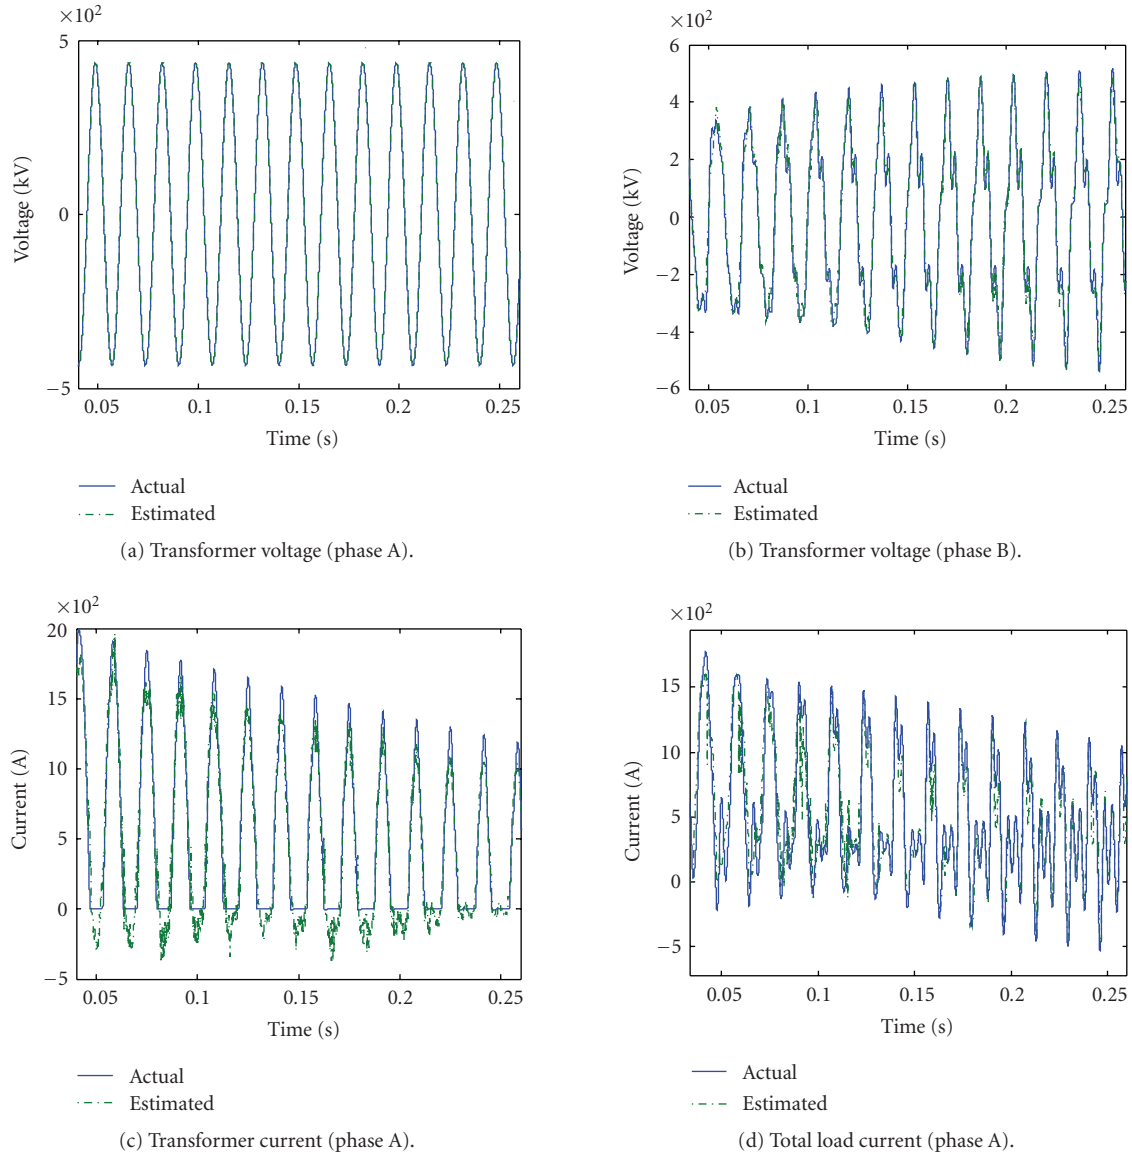 ×10²
5
0
−5
Voltage (kV)
0.05 0.1 0.15 0.2 0.25
Time (s)
Actual
Estimated
(a) Transformer voltage (phase A).
×10²
6
4
2
0
−2
−4
−6
Voltage (kV)
0.05 0.1 0.15 0.2 0.25
Time (s)
Actual
Estimated
(b) Transformer voltage (phase B).
×10²
20
15
10
5
0
−5
Current (A)
0.05 0.1 0.15 0.2 0.25
Time (s)
Actual
Estimated
(c) Transformer current (phase A).
×10²
15
10
5
0
−5
Current (A)
0.05 0.1 0.15 0.2 0.25
Time (s)
Actual
Estimated
(d) Total load current (phase A).